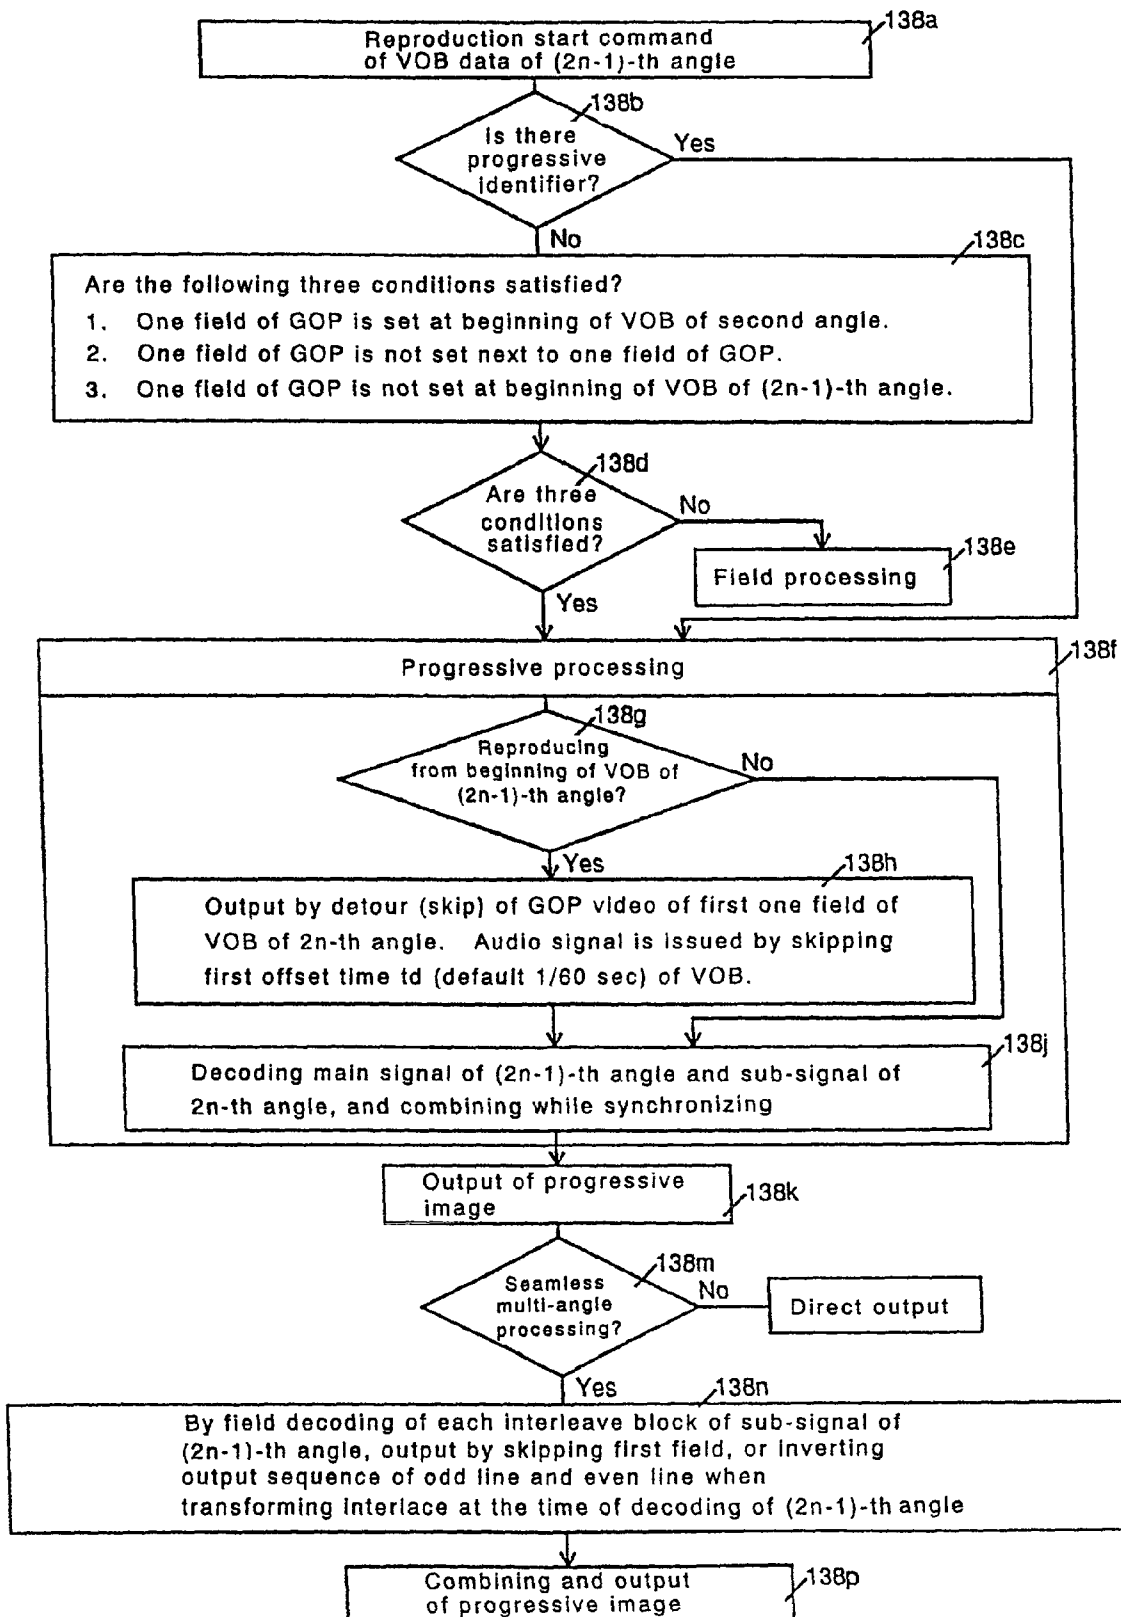 138a
Reproduction start command
of VOB data of (2n-1)-th angle
138b
Is there
progressive
identifier?
Yes
No
138c
Are the following three conditions satisfied?
1. One field of GOP is set at beginning of VOB of second angle.
2. One field of GOP is not set next to one field of GOP.
3. One field of GOP is not set at beginning of VOB of (2n-1)-th angle.
138d
Are three
conditions
satisfied?
No
138e
Field processing
Yes
138f
Progressive processing
138g
Reproducing
from beginning of VOB of
(2n-1)-th angle?
No
Yes
138h
Output by detour (skip) of GOP video of first one field of
VOB of 2n-th angle. Audio signal is issued by skipping
first offset time td (default 1/60 sec) of VOB.
138j
Decoding main signal of (2n-1)-th angle and sub-signal of
2n-th angle, and combining while synchronizing
Output of progressive
image
138k
138m
Seamless
multi-angle
processing?
No
Direct output
Yes
138n
By field decoding of each interleave block of sub-signal of
(2n-1)-th angle, output by skipping first field, or inverting
output sequence of odd line and even line when
transforming interlace at the time of decoding of (2n-1)-th angle
138p
Combining and output
of progressive image